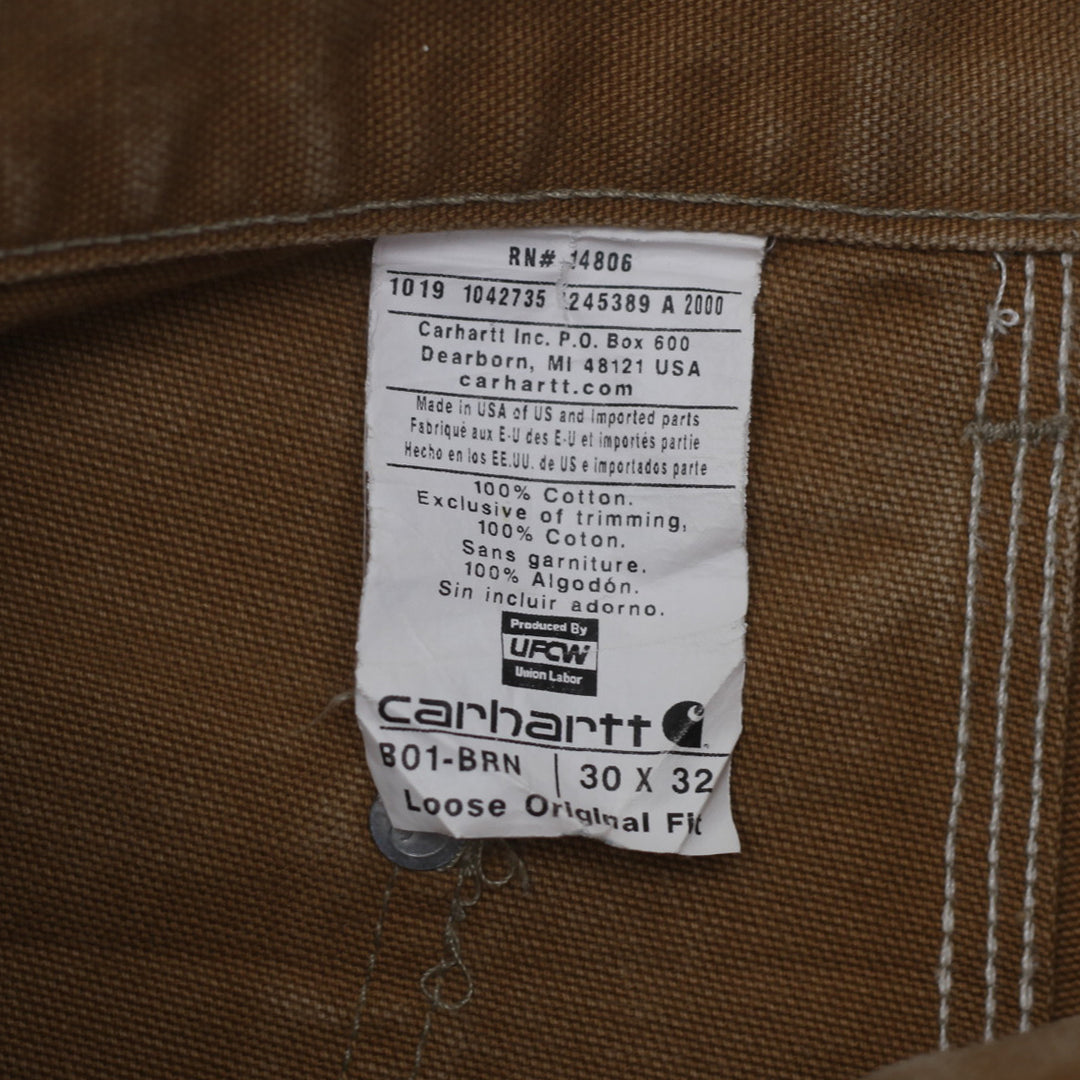 RN# 14806
1019 1042735 245389 A 2000
Carhartt Inc. P.O. Box 600
Dearborn, MI 48121 USA
carhartt.com
Made in USA of US and Imported parts
Fabriqué aux E-U des E-U et importés partie
Hecho en los EE.UU. de US e importados parte
100% Cotton.
Exclusive of trimming,
100% Coton.
Sans garniture.
100% Algodón.
Sin incluir adorno.
Produced By
UFCW
Union Labor
carhartt
B01-BRN | 30 X 32
Loose Original Fit